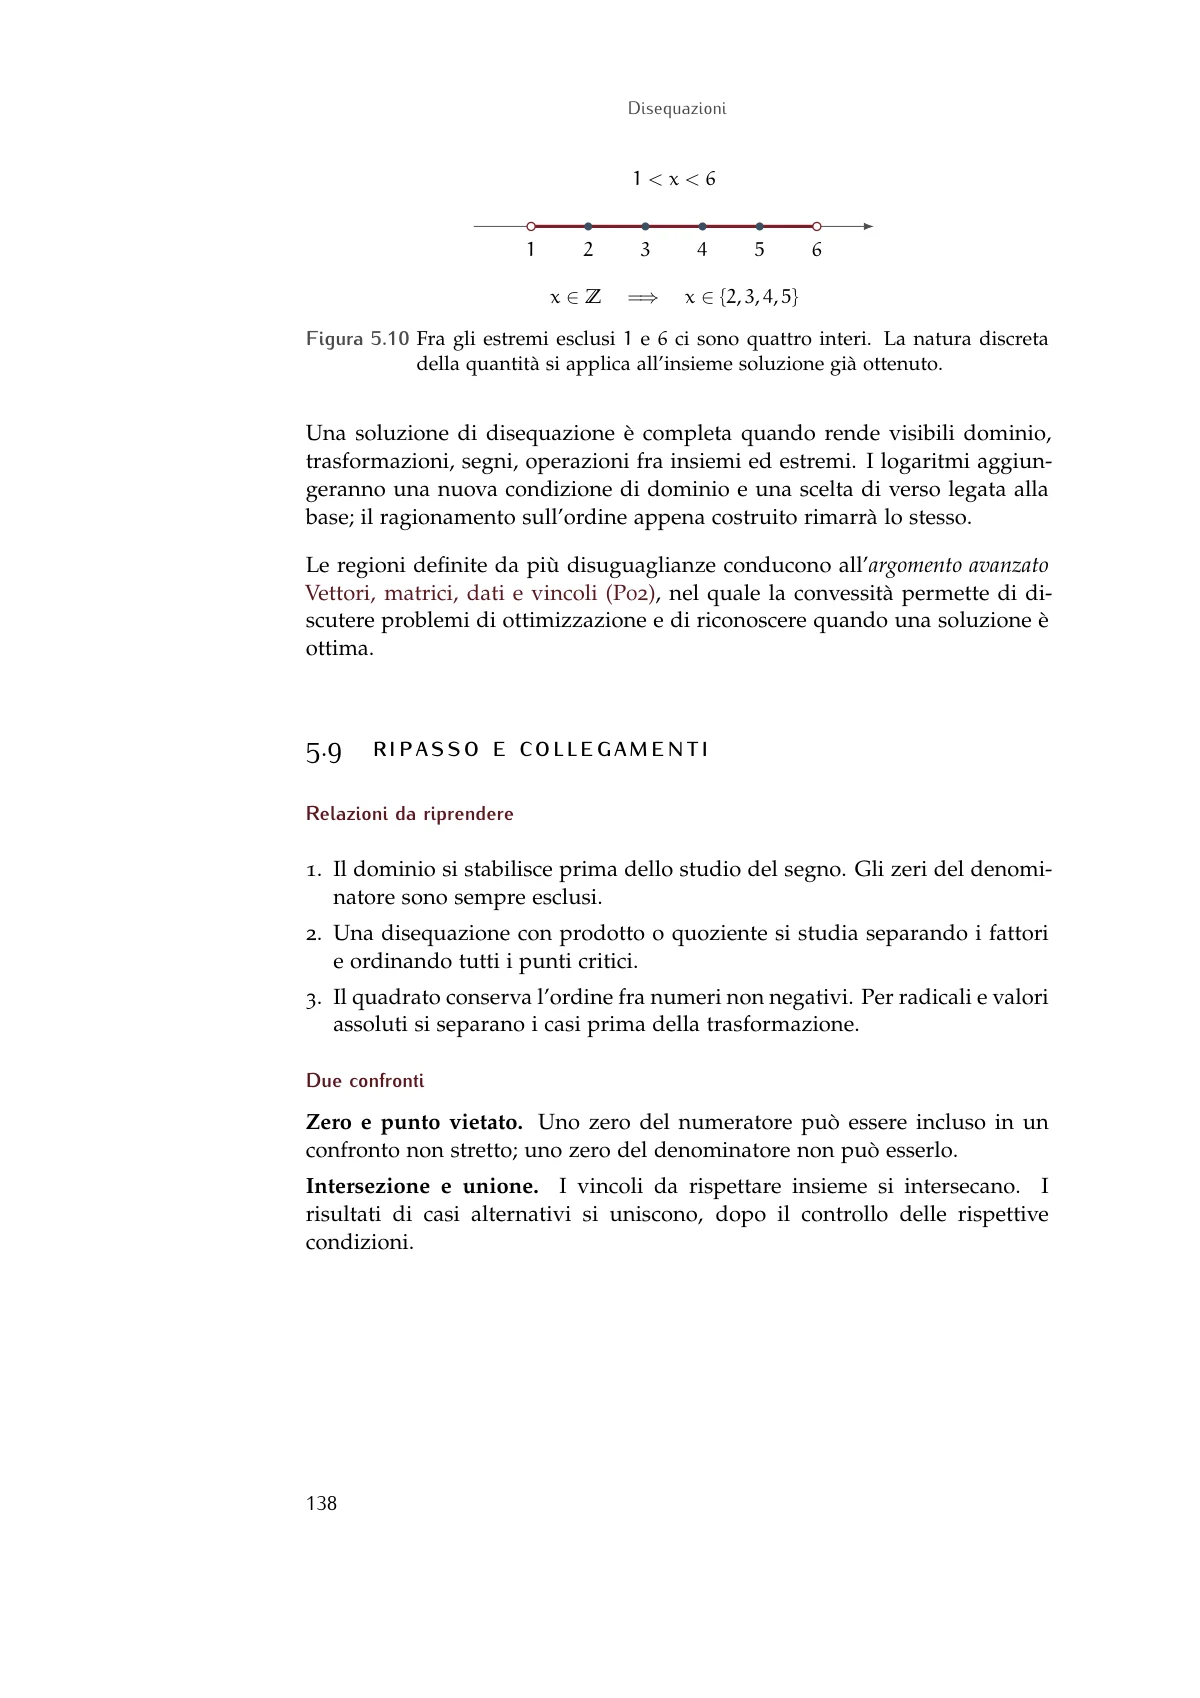 Disequazioni
1 < x < 6
1 2 3 4 5 6
x ∈ ℤ ⟹ x ∈ {2, 3, 4, 5}
Figura 5.10 Fra gli estremi esclusi 1 e 6 ci sono quattro interi. La natura discreta
della quantità si applica all'insieme soluzione già ottenuto.
Una soluzione di disequazione è completa quando rende visibili dominio,
trasformazioni, segni, operazioni fra insiemi ed estremi. I logaritmi aggiun-
geranno una nuova condizione di dominio e una scelta di verso legata alla
base; il ragionamento sull'ordine appena costruito rimarrà lo stesso.
Le regioni definite da più disuguaglianze conducono all'argomento avanzato
Vettori, matrici, dati e vincoli (P02), nel quale la convessità permette di di-
scutere problemi di ottimizzazione e di riconoscere quando una soluzione è
ottima.
5.9 RIPASSO E COLLEGAMENTI
Relazioni da riprendere
1. Il dominio si stabilisce prima dello studio del segno. Gli zeri del denomi-
natore sono sempre esclusi.
2. Una disequazione con prodotto o quoziente si studia separando i fattori
e ordinando tutti i punti critici.
3. Il quadrato conserva l'ordine fra numeri non negativi. Per radicali e valori
assoluti si separano i casi prima della trasformazione.
Due confronti
Zero e punto vietato. Uno zero del numeratore può essere incluso in un
confronto non stretto; uno zero del denominatore non può esserlo.
Intersezione e unione. I vincoli da rispettare insieme si intersecano. I
risultati di casi alternativi si uniscono, dopo il controllo delle rispettive
condizioni.
138